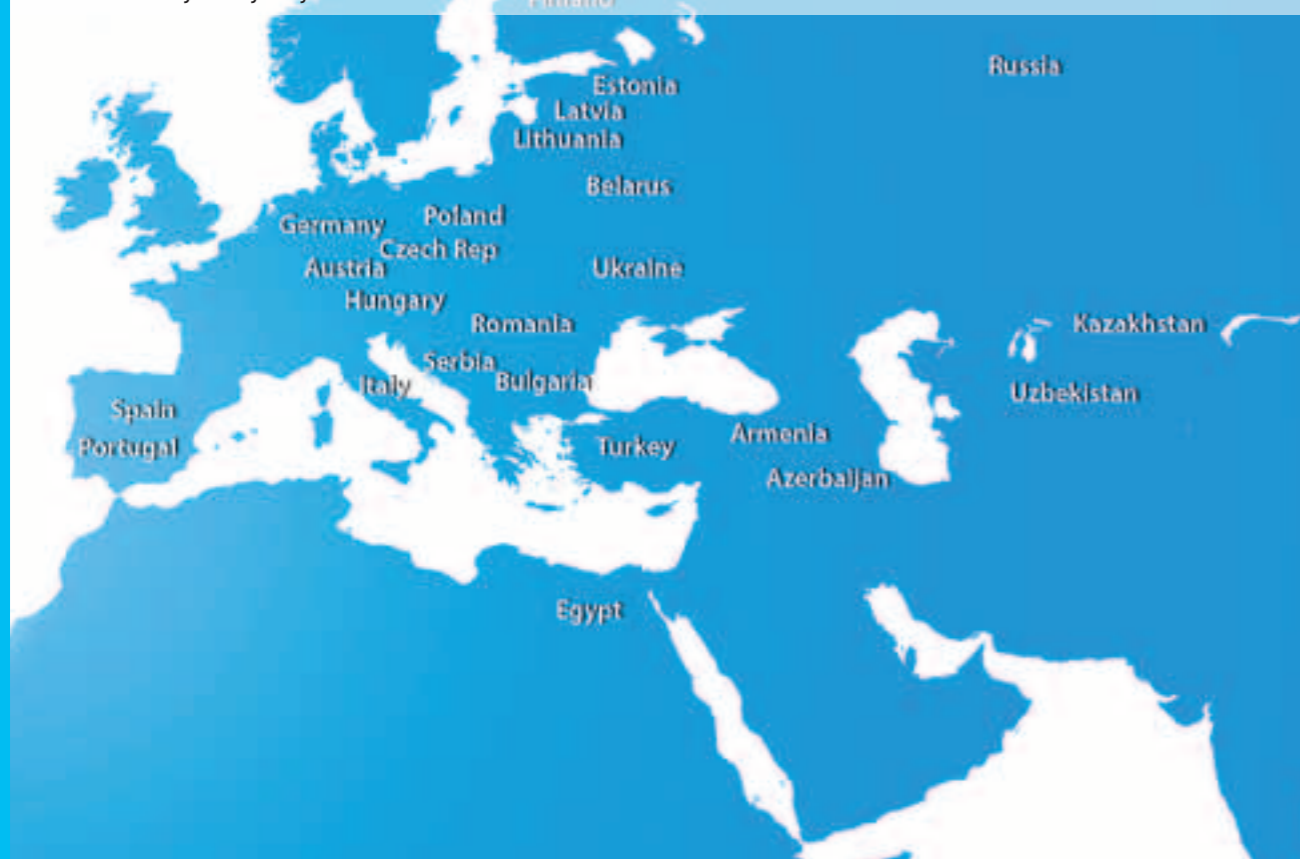 Finland
Russia
Estonia
Latvia
Lithuania
Belarus
Poland
Germany
Czech Rep
Austria
Ukraine
Hungary
Romania
Kazakhstan
Serbia
Italy
Bulgaria
Uzbekistan
Spain
Armenia
Portugal
Turkey
Azerbaijan
Egypt